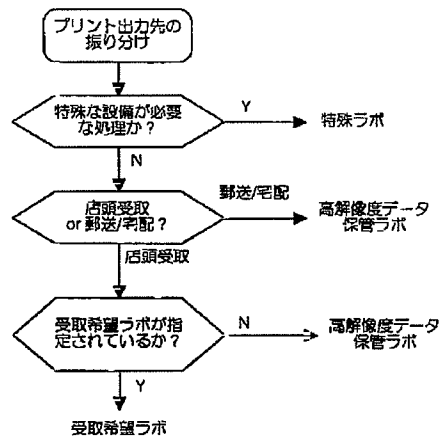 プリント出力先の
振り分け
特殊な設備が必要
な処理か？
Y
特殊ラボ
N
店頭受取
or 郵送/宅配？
郵送/宅配
高解像度データ
保管ラボ
店頭受取
受取希望ラボが指
定されているか？
N
高解像度データ
保管ラボ
Y
受取希望ラボ